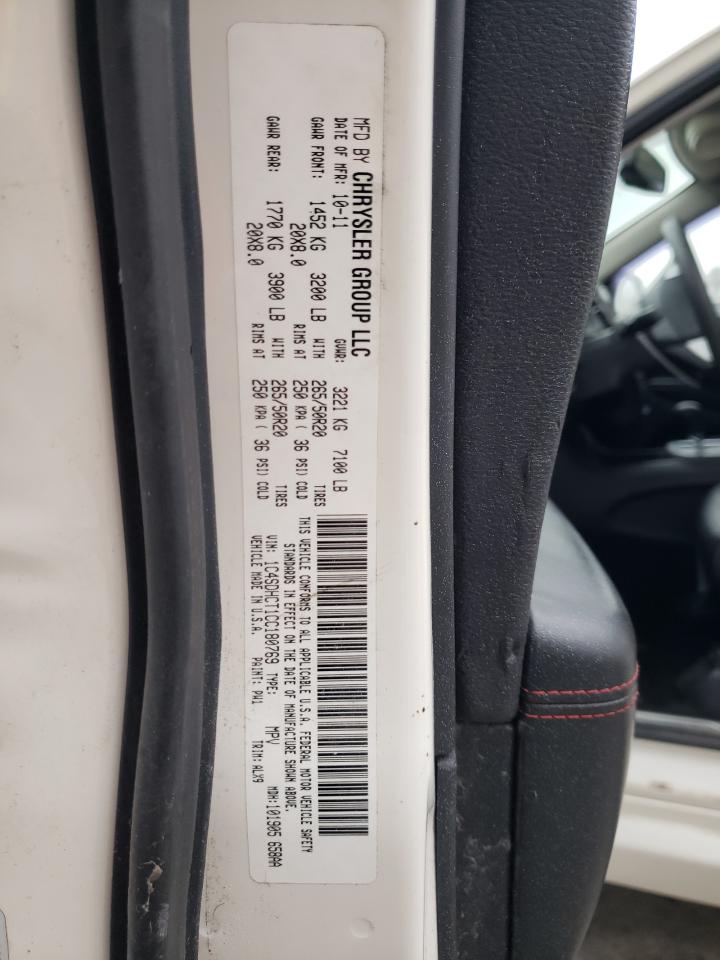 MFD BY CHRYSLER GROUP LLC
DATE OF MFR: 10-11 GVWR: 3221 KG 7100 LB
GAWR FRONT: 1452 KG 3200 LB WITH 265/50R20 TIRES
20X8.0 RIMS AT 250 KPA ( 36 PSI) COLD
GAWR REAR: 1770 KG 3900 LB WITH 265/50R20 TIRES
20X8.0 RIMS AT 250 KPA ( 36 PSI) COLD
THIS VEHICLE CONFORMS TO ALL APPLICABLE U.S.A. FEDERAL MOTOR VEHICLE SAFETY
STANDARDS IN EFFECT ON THE DATE OF MANUFACTURE SHOWN ABOVE.
VIN: 1C4SDHCT1CC180769 TYPE: MPV MDH:101905 658AA
VEHICLE MADE IN U.S.A. PAINT: PW1 TRIM:ALX9